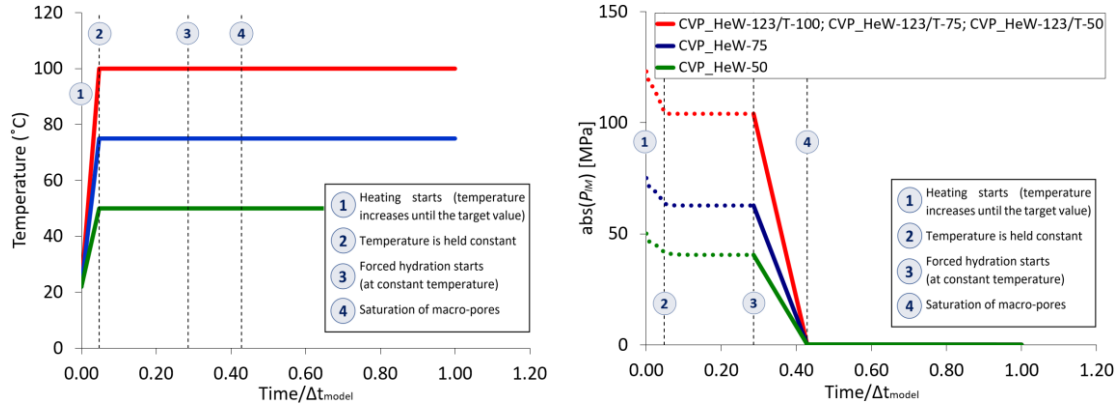 120
100
80
60
40
20
0
Temperature (˚C)
0.00 0.20 0.40 0.60 0.80 1.00 1.20
Time/Δtmodel
1
2
3
4
1 Heating starts (temperature
increases until the target value)
2 Temperature is held constant
3 Forced hydration starts
(at constant temperature)
4 Saturation of macro-pores
150
100
50
0
abs(PIM) [MPa]
0.00 0.20 0.40 0.60 0.80 1.00 1.20
Time/Δtmodel
CVP_HeW-123/T-100; CVP_HeW-123/T-75; CVP_HeW-123/T-50
CVP_HeW-75
CVP_HeW-50
1
4
2
3
1 Heating starts (temperature
increases until the target value)
2 Temperature is held constant
3 Forced hydration starts
(at constant temperature)
4 Saturation of macro-pores